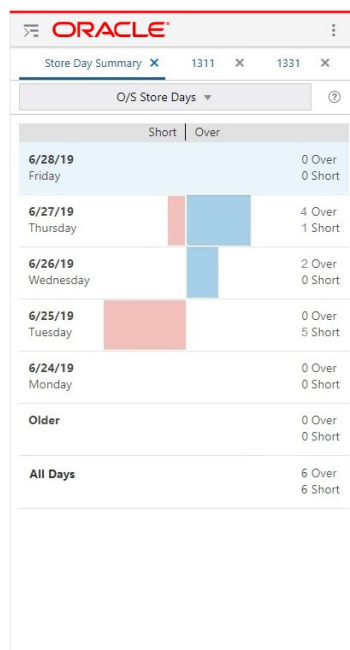 ORACLE
Store Day Summary X 1311 X 1331 X
O/S Store Days
Short Over
6/28/19 0 Over
Friday 0 Short
6/27/19 4 Over
Thursday 1 Short
6/26/19 2 Over
Wednesday 0 Short
6/25/19 0 Over
Tuesday 5 Short
6/24/19 0 Over
Monday 0 Short
Older 0 Over
0 Short
All Days 6 Over
6 Short